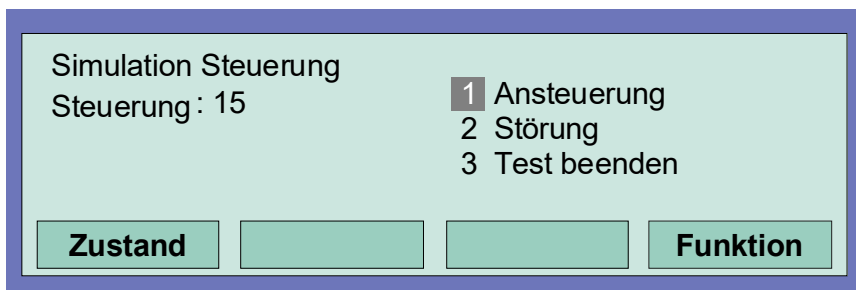 Simulation Steuerung
Steuerung : 15
1 Ansteuerung
2 Störung
3 Test beenden
Zustand
Funktion